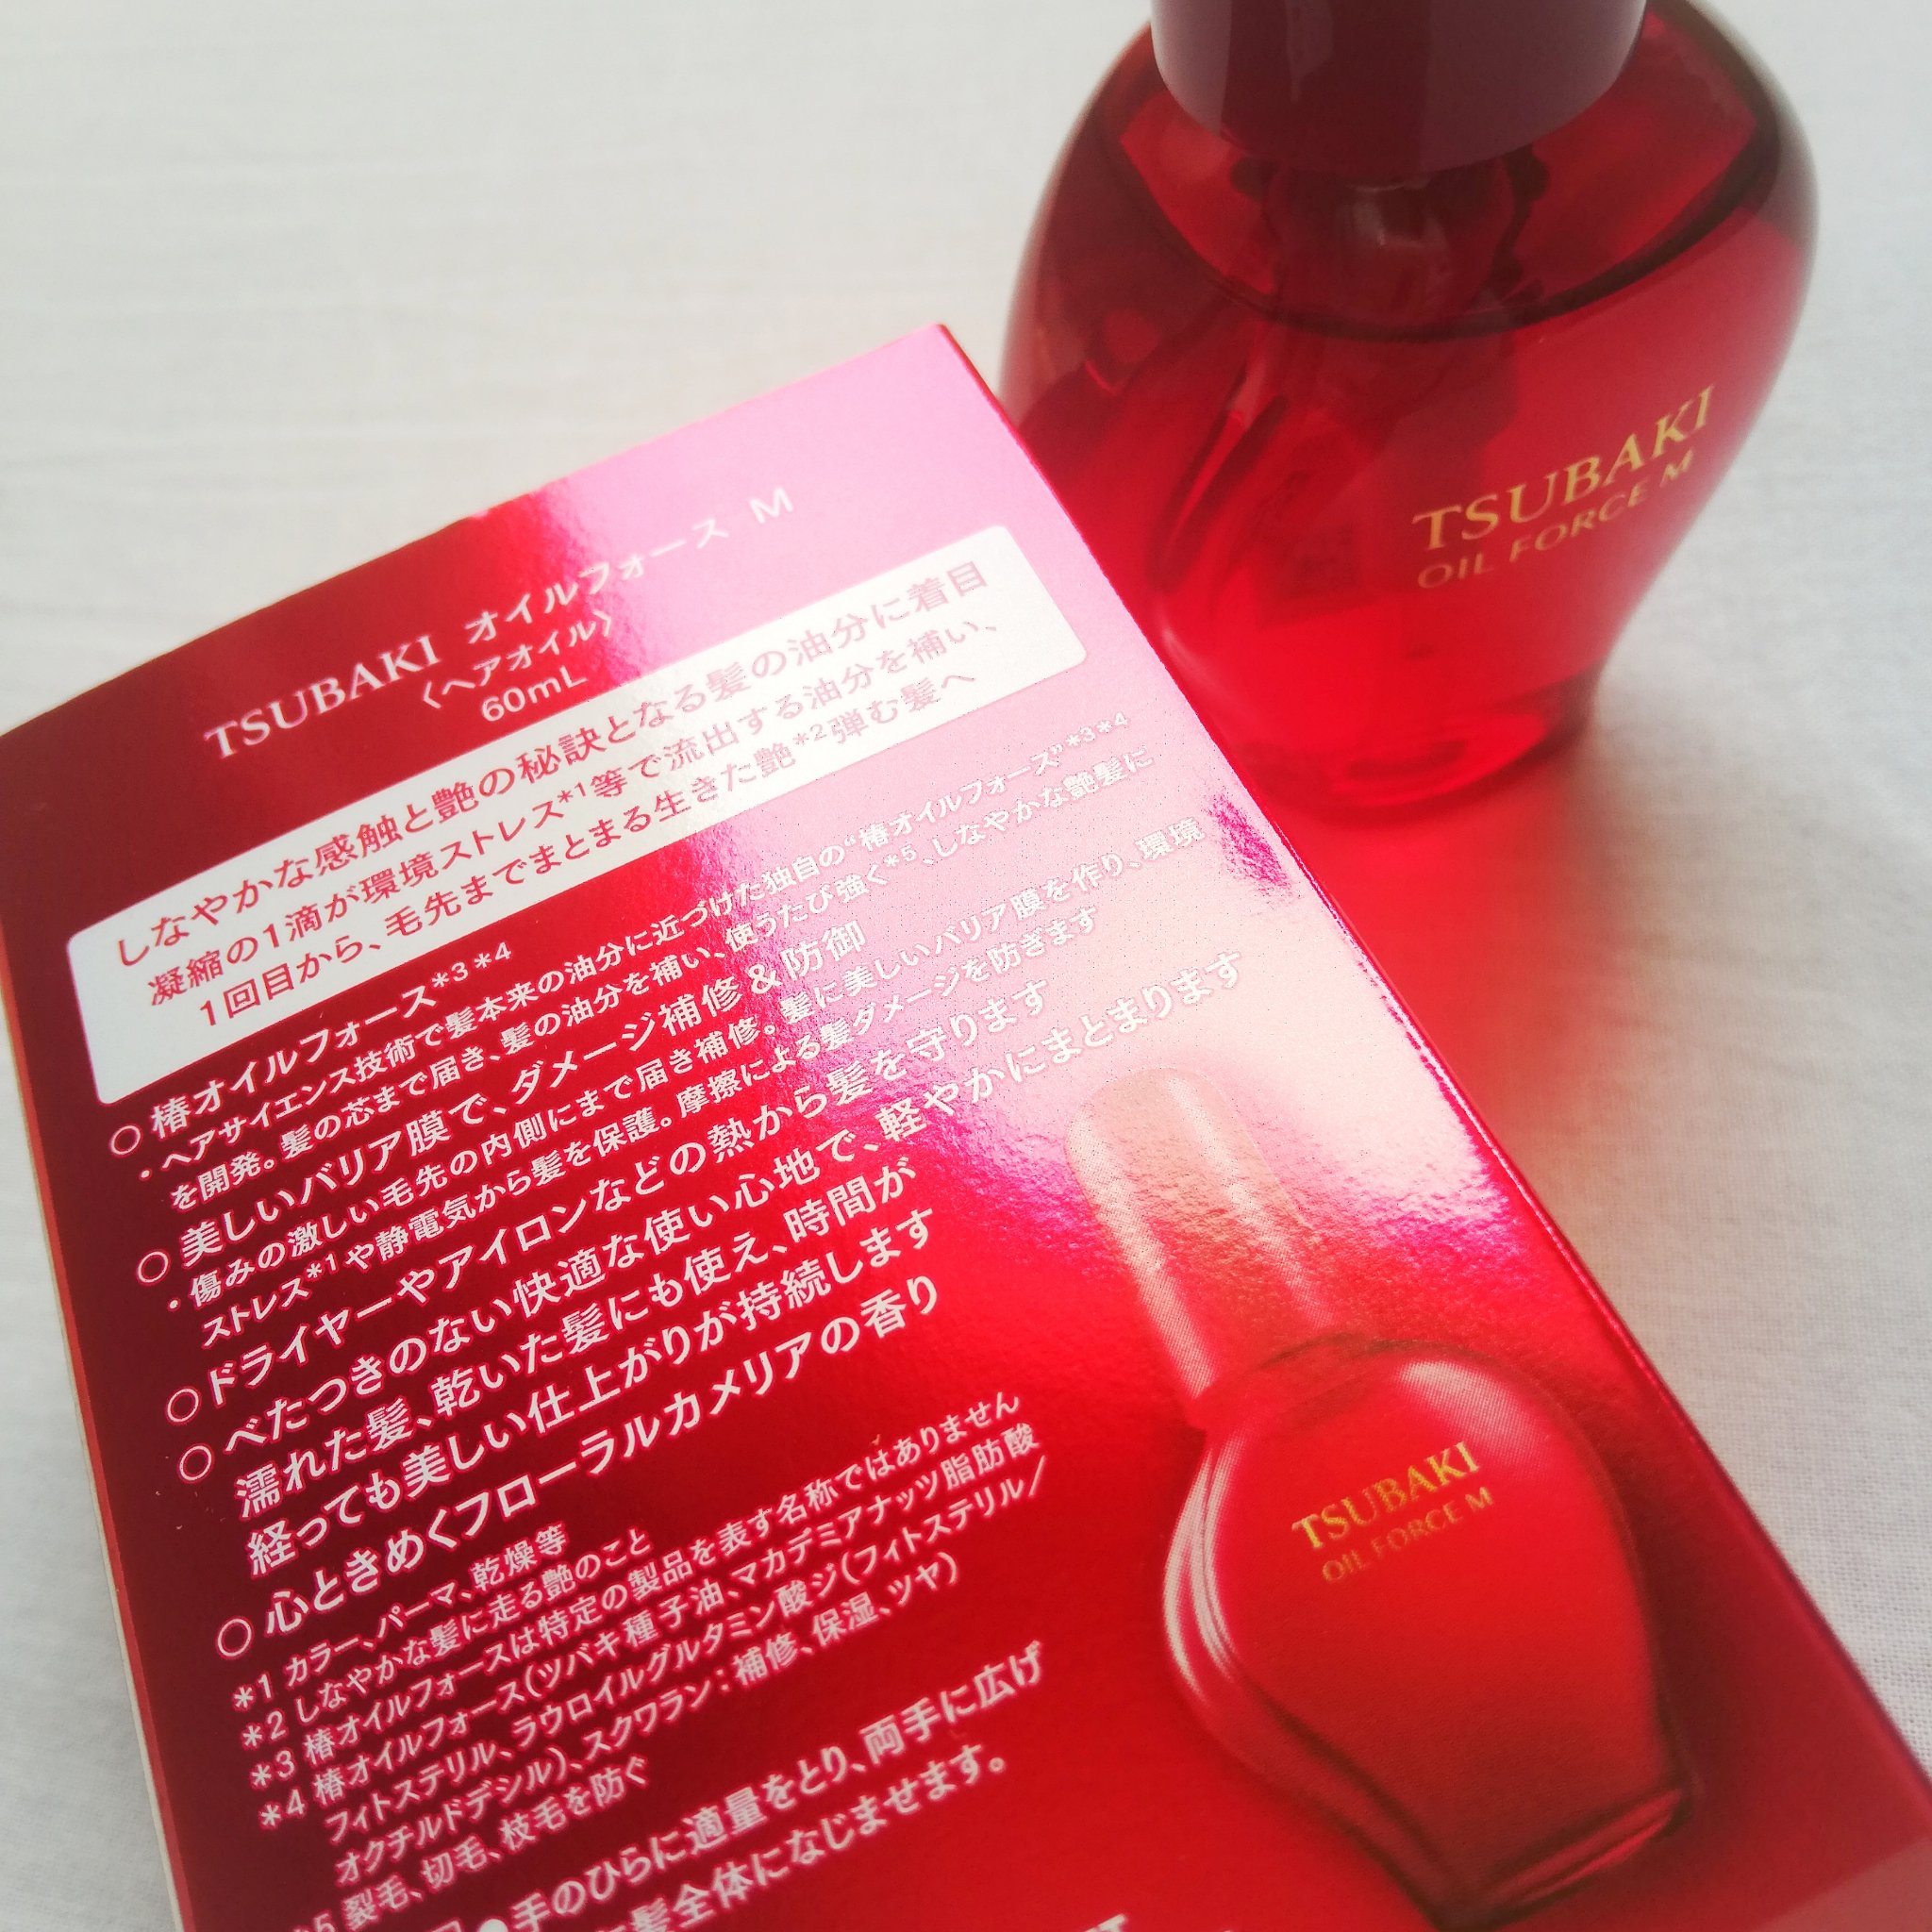 TSUBAKI オイルフォース M
〈ヘアオイル〉
60mL
しなやかな感触と艶の秘訣となる髪の油分に着目
凝縮の1滴が環境ストレス*1等で流出する油分を補い、
1回目から、毛先までまとまる生きた艶*2弾む髪へ
○ 椿オイルフォース*3*4
・ヘアサイエンス技術で髪本来の油分に近づけた独自の“椿オイルフォース”*3*4
を開発。髪の芯まで届き、髪の油分を補い、使うたび強く*5、しなやかな艶髪に
○ 美しいバリア膜で、ダメージ補修&防御
・傷みの激しい毛先の内側にまで届き補修。髪に美しいバリア膜を作り、環境
ストレス*1や静電気から髪を保護。摩擦による髪ダメージを防ぎます
○ ドライヤーやアイロンなどの熱から髪を守ります
○ べたつきのない快適な使い心地で、軽やかにまとまります
濡れた髪、乾いた髪にも使え、時間が
経っても美しい仕上がりが持続します
○ 心ときめくフローラルカメリアの香り
*1 カラー、パーマ、乾燥等
*2 しなやかな髪に走る艶のこと
*3 椿オイルフォースは特定の製品を表す名称ではありません
*4 椿オイルフォース(ツバキ種子油、マカデミアナッツ脂肪酸
フィトステリル、ラウロイルグルタミン酸ジ(フィトステリル/
オクチルドデシル)、スクワラン:補修、保湿、ツヤ)
*5 裂毛、切毛、枝毛を防ぐ
●手のひらに適量をとり、両手に広げ
髪全体になじませます。
TSUBAKI
OIL FORCE M
TSUBAKI
OIL FORCE M